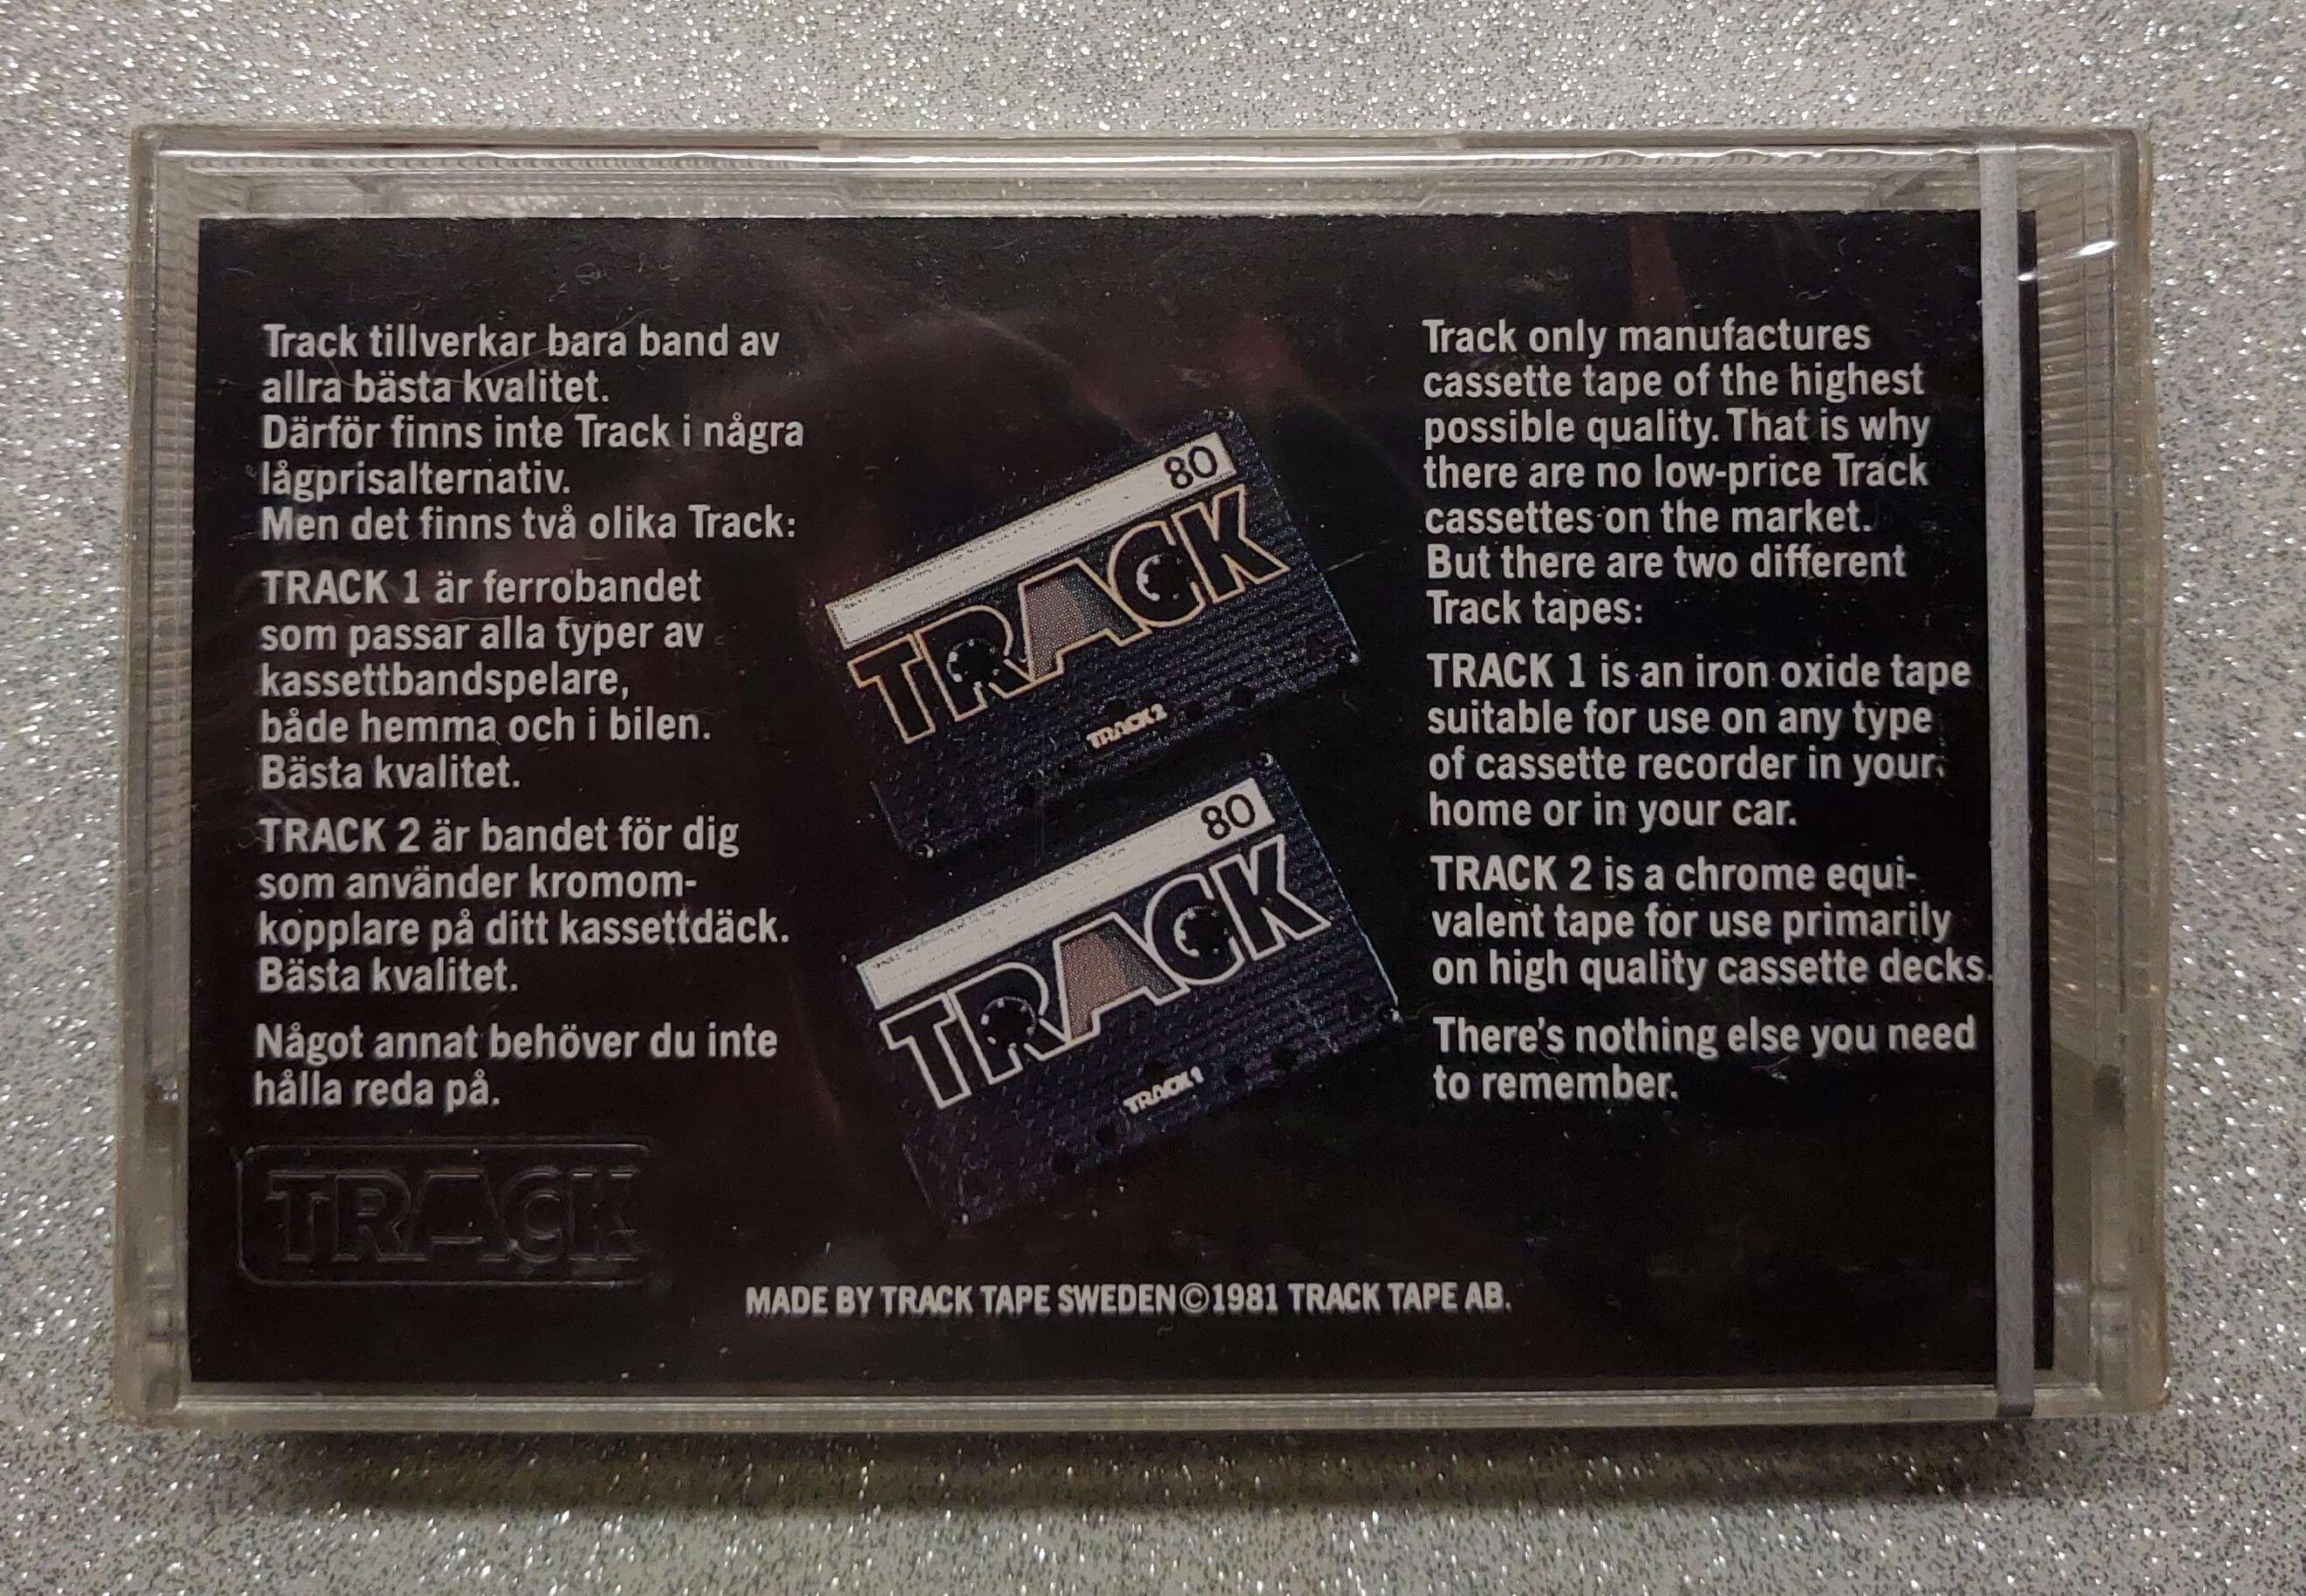 Track tillverkar bara band av
allra bästa kvalitet.
Därför finns inte Track i några
lågprisalternativ.
Men det finns två olika Track:
TRACK 1 är ferrobandet
som passar alla typer av
kassettbandspelare,
både hemma och i bilen.
Bästa kvalitet.
TRACK 2 är bandet för dig
som använder kromom-
kopplare på ditt kassettdäck.
Bästa kvalitet.
Något annat behöver du inte
hålla reda på.
TRACK
80
TRACK
TRACK 2
80
TRACK
TRACK 1
Track only manufactures
cassette tape of the highest
possible quality. That is why
there are no low-price Track
cassettes on the market.
But there are two different
Track tapes:
TRACK 1 is an iron oxide tape
suitable for use on any type
of cassette recorder in your
home or in your car.
TRACK 2 is a chrome equi-
valent tape for use primarily
on high quality cassette decks.
There's nothing else you need
to remember.
MADE BY TRACK TAPE SWEDEN © 1981 TRACK TAPE AB.